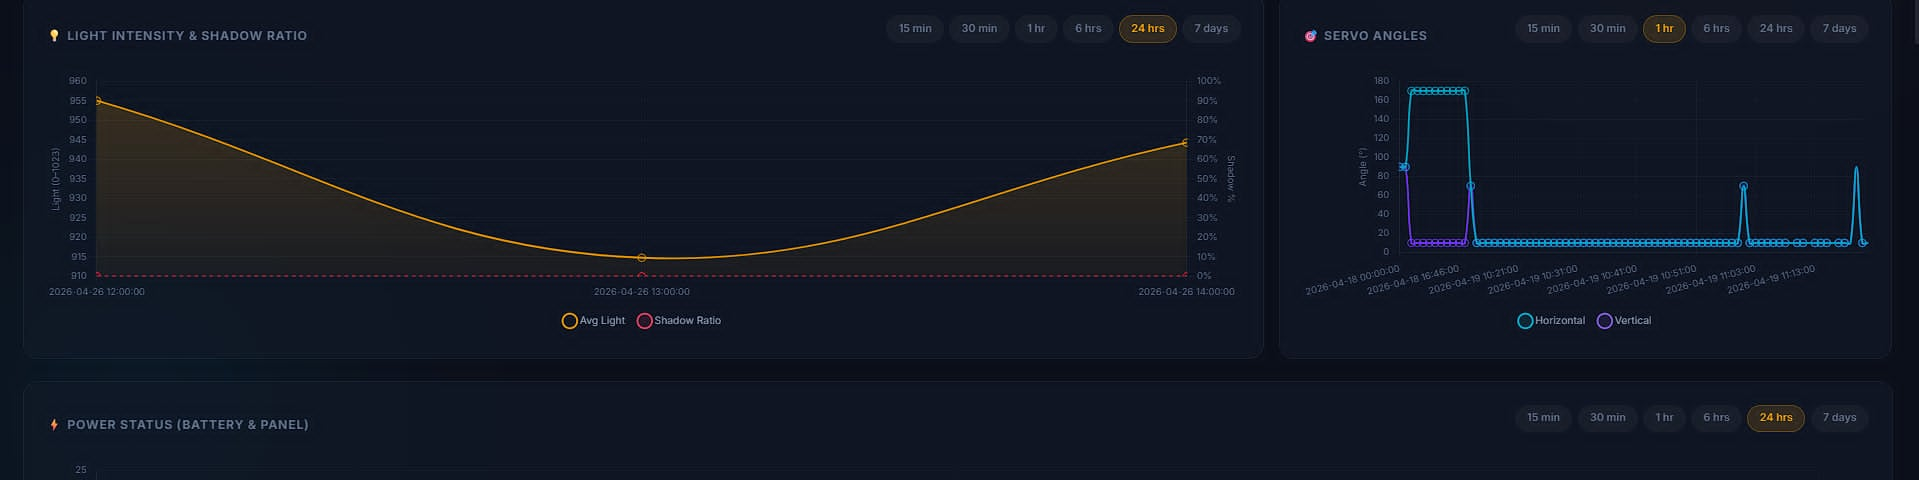 LIGHT INTENSITY & SHADOW RATIO
15 min 30 min 1 hr 6 hrs 24 hrs 7 days
960
955
950
945
940
935
930
925
920
915
910
Light (0–1023)
100%
90%
80%
70%
60%
50%
40%
30%
20%
10%
0%
Shadow %
2026-04-26 12:00:00 2026-04-26 13:00:00 2026-04-26 14:00:00
Avg Light Shadow Ratio
SERVO ANGLES
15 min 30 min 1 hr 6 hrs 24 hrs 7 days
180
160
140
120
100
80
60
40
20
0
Angle (°)
2026-04-18 00:00:00 2026-04-18 16:46:00 2026-04-19 10:21:00 2026-04-19 10:31:00 2026-04-19 10:41:00 2026-04-19 10:51:00 2026-04-19 11:03:00 2026-04-19 11:13:00
Horizontal Vertical
POWER STATUS (BATTERY & PANEL)
15 min 30 min 1 hr 6 hrs 24 hrs 7 days
25